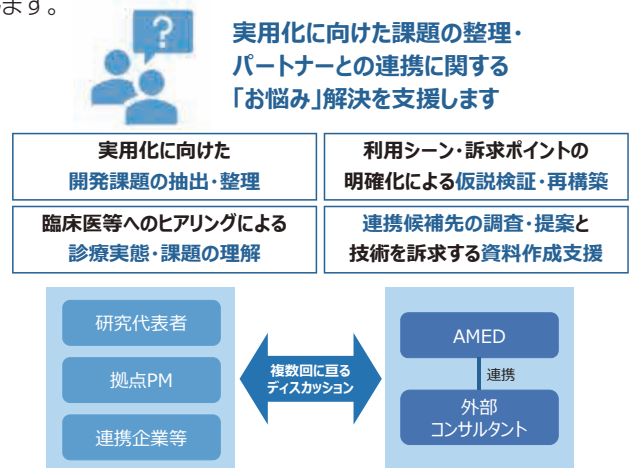 ます。
?
実用化に向けた課題の整理・
パートナーとの連携に関する
「お悩み」解決を支援します
実用化に向けた
開発課題の抽出・整理
利用シーン・訴求ポイントの
明確化による仮説検証・再構築
臨床医等へのヒアリングによる
診療実態・課題の理解
連携候補先の調査・提案と
技術を訴求する資料作成支援
研究代表者
拠点PM
連携企業等
複数回に亘る
ディスカッション
AMED
連携
外部
コンサルタント